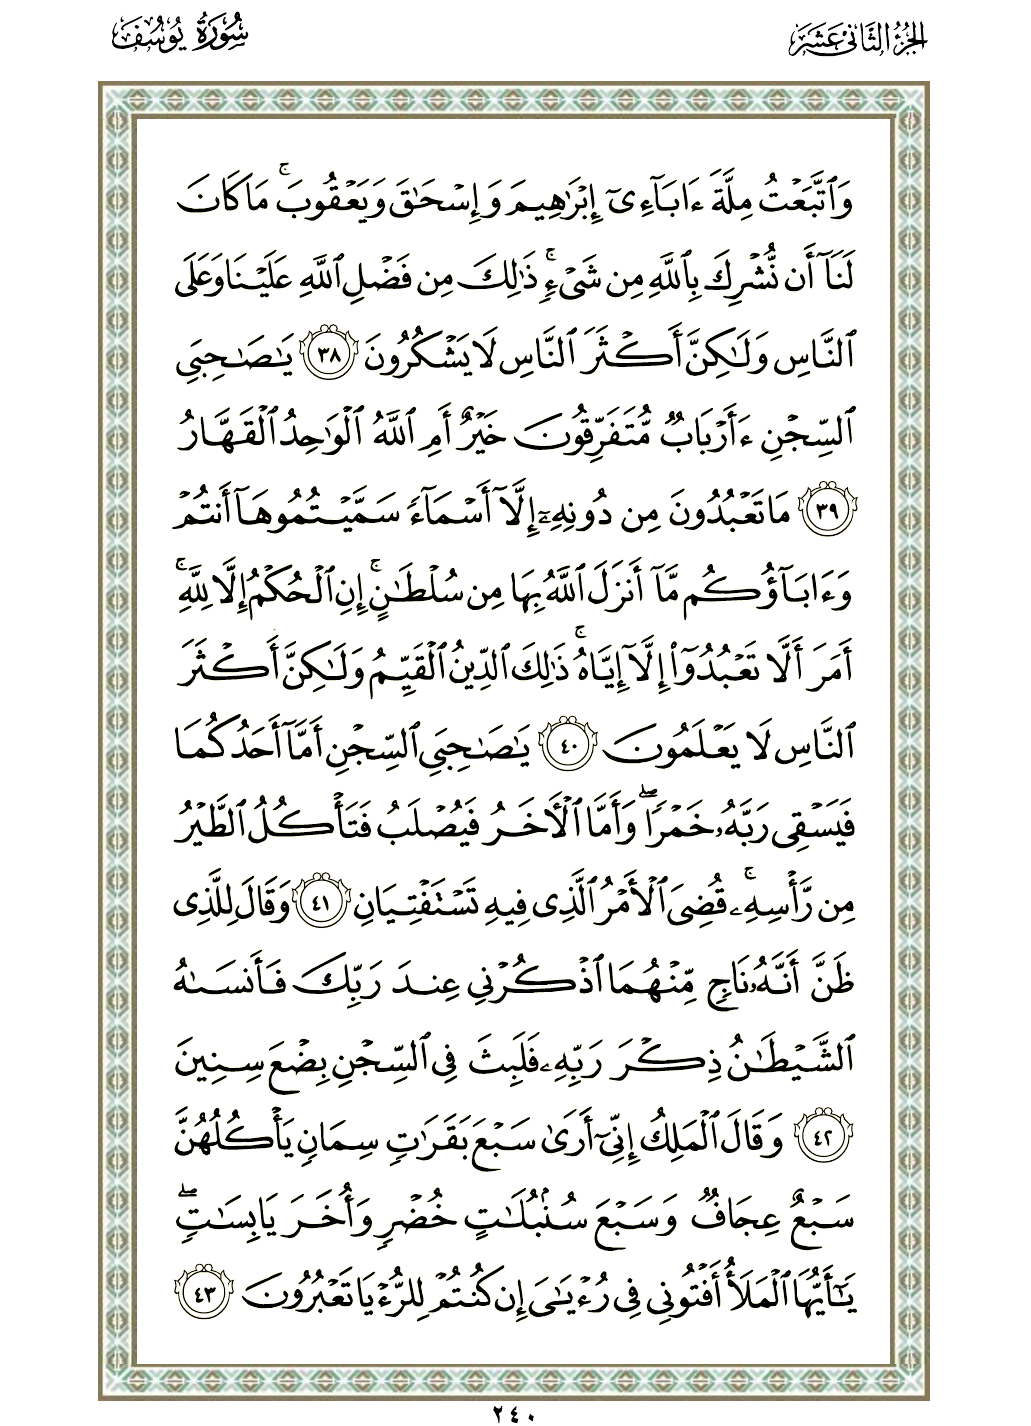 الجزء الثاني عشر
سورة يوسف
وَٱتَّبَعۡتُ مِلَّةَ ءَابَآءِيٓ إِبۡرَٰهِيمَ وَإِسۡحَٰقَ وَيَعۡقُوبَۚ مَا كَانَ
لَنَآ أَن نُّشۡرِكَ بِٱللَّهِ مِن شَيۡءٖۚ ذَٰلِكَ مِن فَضۡلِ ٱللَّهِ عَلَيۡنَا وَعَلَى
ٱلنَّاسِ وَلَٰكِنَّ أَكۡثَرَ ٱلنَّاسِ لَا يَشۡكُرُونَ ٣٨ يَٰصَٰحِبَيِ
ٱلسِّجۡنِ ءَأَرۡبَابٞ مُّتَفَرِّقُونَ خَيۡرٌ أَمِ ٱللَّهُ ٱلۡوَٰحِدُ ٱلۡقَهَّارُ
٣٩ مَا تَعۡبُدُونَ مِن دُونِهِۦٓ إِلَّآ أَسۡمَآءٗ سَمَّيۡتُمُوهَآ أَنتُمۡ
وَءَابَآؤُكُم مَّآ أَنزَلَ ٱللَّهُ بِهَا مِن سُلۡطَٰنٍۚ إِنِ ٱلۡحُكۡمُ إِلَّا لِلَّهِۚ
أَمَرَ أَلَّا تَعۡبُدُوٓاْ إِلَّآ إِيَّاهُۚ ذَٰلِكَ ٱلدِّينُ ٱلۡقَيِّمُ وَلَٰكِنَّ أَكۡثَرَ
ٱلنَّاسِ لَا يَعۡلَمُونَ ٤٠ يَٰصَٰحِبَيِ ٱلسِّجۡنِ أَمَّآ أَحَدُكُمَا
فَيَسۡقِي رَبَّهُۥ خَمۡرٗاۖ وَأَمَّا ٱلۡأٓخَرُ فَيُصۡلَبُ فَتَأۡكُلُ ٱلطَّيۡرُ
مِن رَّأۡسِهِۦۚ قُضِيَ ٱلۡأَمۡرُ ٱلَّذِي فِيهِ تَسۡتَفۡتِيَانِ ٤١ وَقَالَ لِلَّذِي
ظَنَّ أَنَّهُۥ نَاجٖ مِّنۡهُمَا ٱذۡكُرۡنِي عِندَ رَبِّكَ فَأَنسَىٰهُ
ٱلشَّيۡطَٰنُ ذِكۡرَ رَبِّهِۦ فَلَبِثَ فِي ٱلسِّجۡنِ بِضۡعَ سِنِينَ
٤٢ وَقَالَ ٱلۡمَلِكُ إِنِّيٓ أَرَىٰ سَبۡعَ بَقَرَٰتٖ سِمَانٖ يَأۡكُلُهُنَّ
سَبۡعٌ عِجَافٞ وَسَبۡعَ سُنۢبُلَٰتٍ خُضۡرٖ وَأُخَرَ يَابِسَٰتٖۖ
يَٰٓأَيُّهَا ٱلۡمَلَأُ أَفۡتُونِي فِي رُءۡيَٰيَ إِن كُنتُمۡ لِلرُّءۡيَا تَعۡبُرُونَ ٤٣
٢٤٠